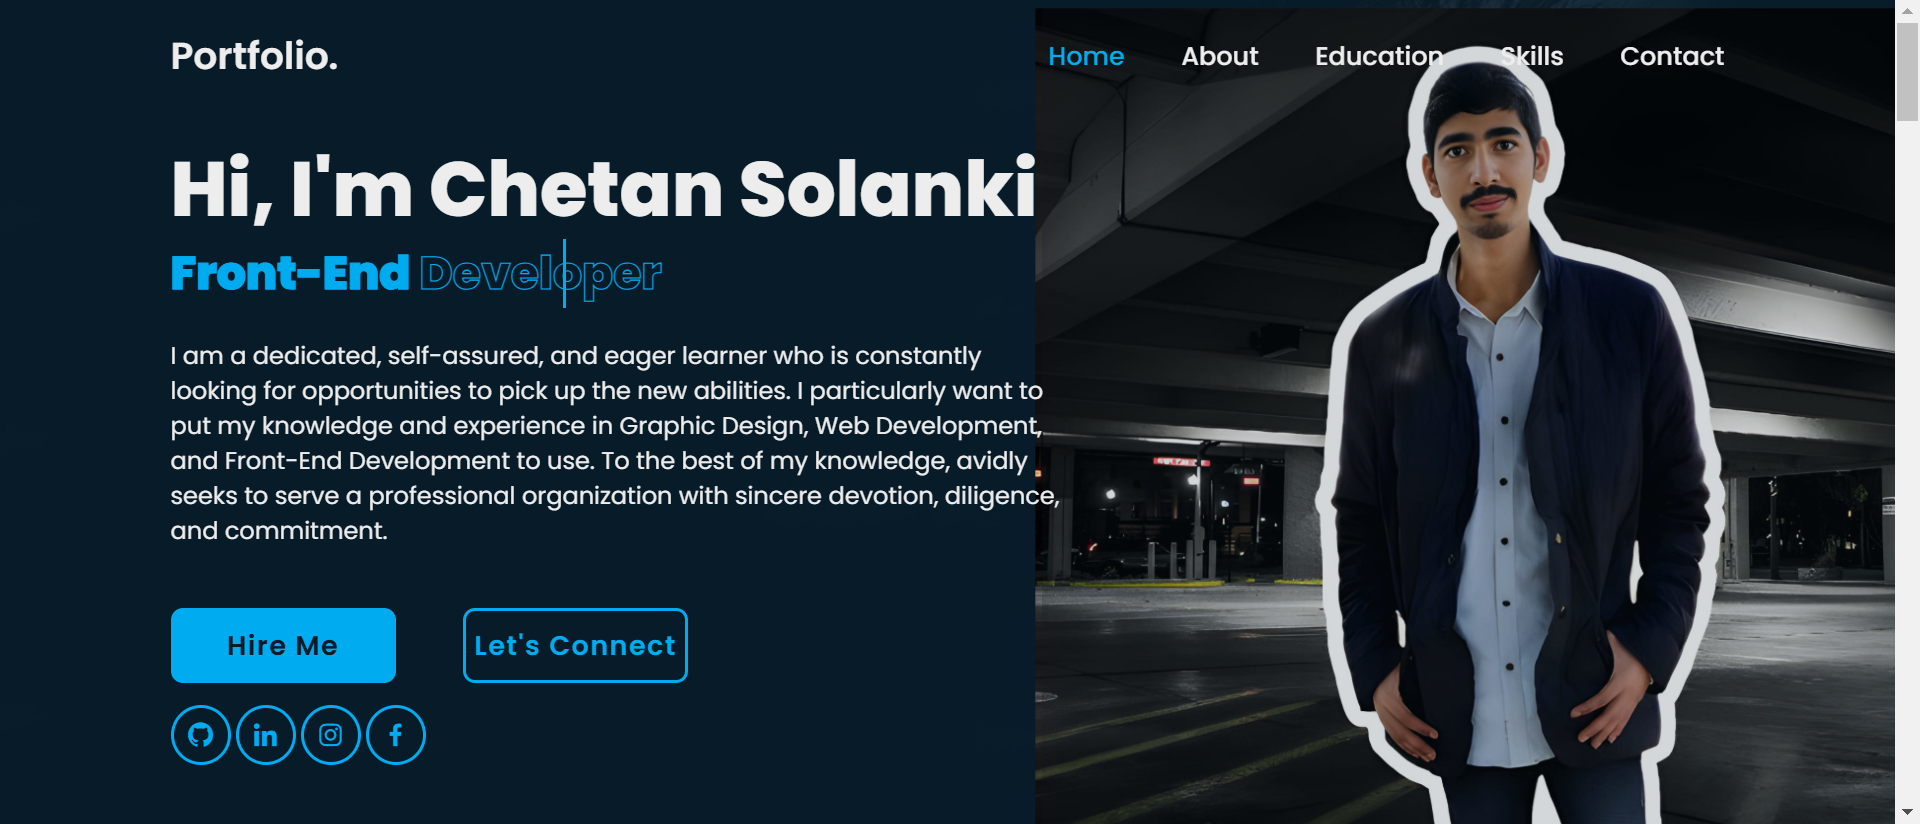 Portfolio.
Home About Education Skills Contact
Hi, I'm Chetan Solanki
Front-End Developer
I am a dedicated, self-assured, and eager learner who is constantly
looking for opportunities to pick up the new abilities. I particularly want to
put my knowledge and experience in Graphic Design, Web Development,
and Front-End Development to use. To the best of my knowledge, avidly
seeks to serve a professional organization with sincere devotion, diligence,
and commitment.
Hire Me
Let's Connect